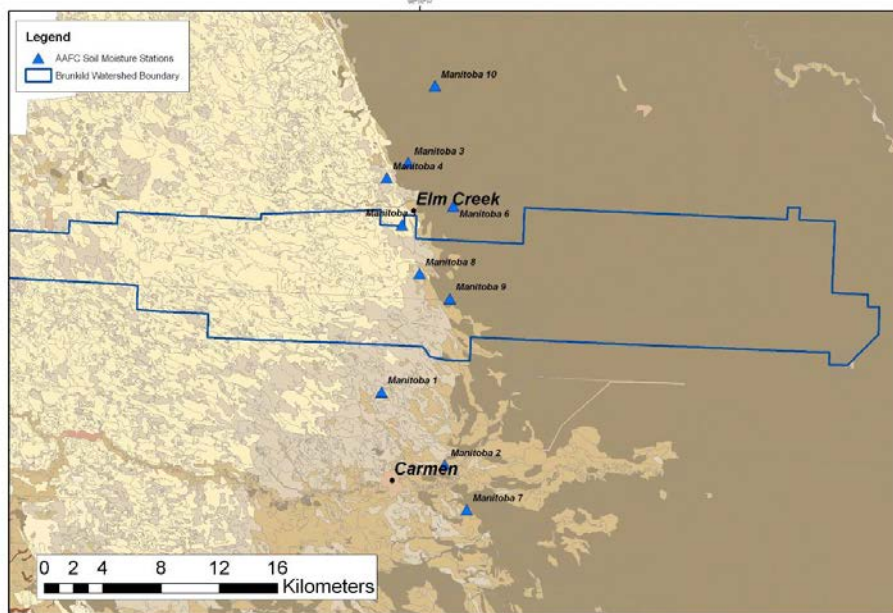 Legend
AAFC Soil Moisture Stations
Brunkild Watershed Boundary
Manitoba 10
Manitoba 3
Manitoba 4
Elm Creek
Manitoba
Manitoba 6
Manitoba 8
Manitoba 9
Manitoba 1
Manitoba 2
Carmen
Manitoba 7
0 2 4 8 12 16
Kilometers